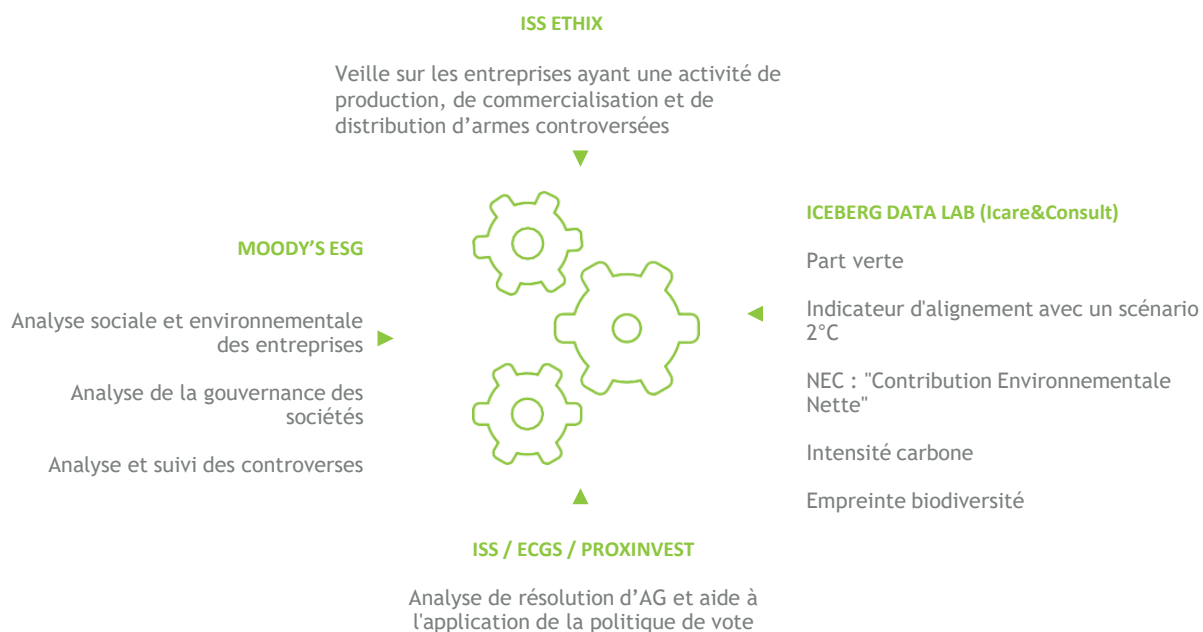 ISS ETHIX
Veille sur les entreprises ayant une activité de
production, de commercialisation et de
distribution d’armes controversées
MOODY’S ESG
Analyse sociale et environnementale
des entreprises
Analyse de la gouvernance des
sociétés
Analyse et suivi des controverses
ICEBERG DATA LAB (Icare&Consult)
Part verte
Indicateur d'alignement avec un scénario
2°C
NEC : "Contribution Environnementale
Nette"
Intensité carbone
Empreinte biodiversité
ISS / ECGS / PROXINVEST
Analyse de résolution d’AG et aide à
l'application de la politique de vote